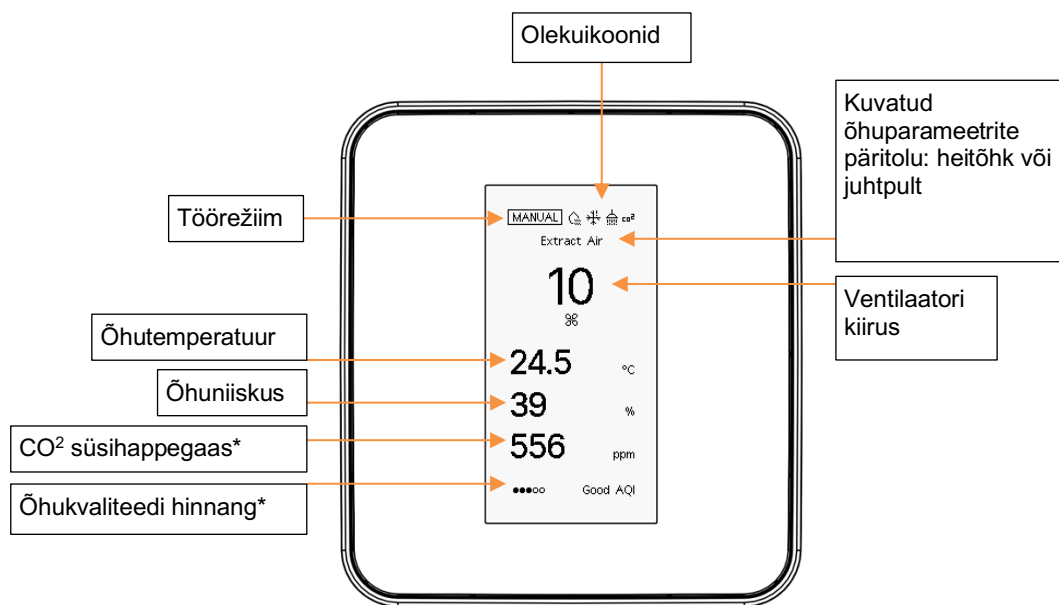 Olekuikoonid
Kuvatud
õhuparameetrite
päritolu: heitõhk või
juhtpult
Töörežiim
MANUAL co²
Extract Air
10
Ventilaatori
kiirus
Õhutemperatuur
24.5 °C
Õhuniiskus
39 %
CO² süsihappegaas*
556 ppm
Õhukvaliteedi hinnang*
Good AQI